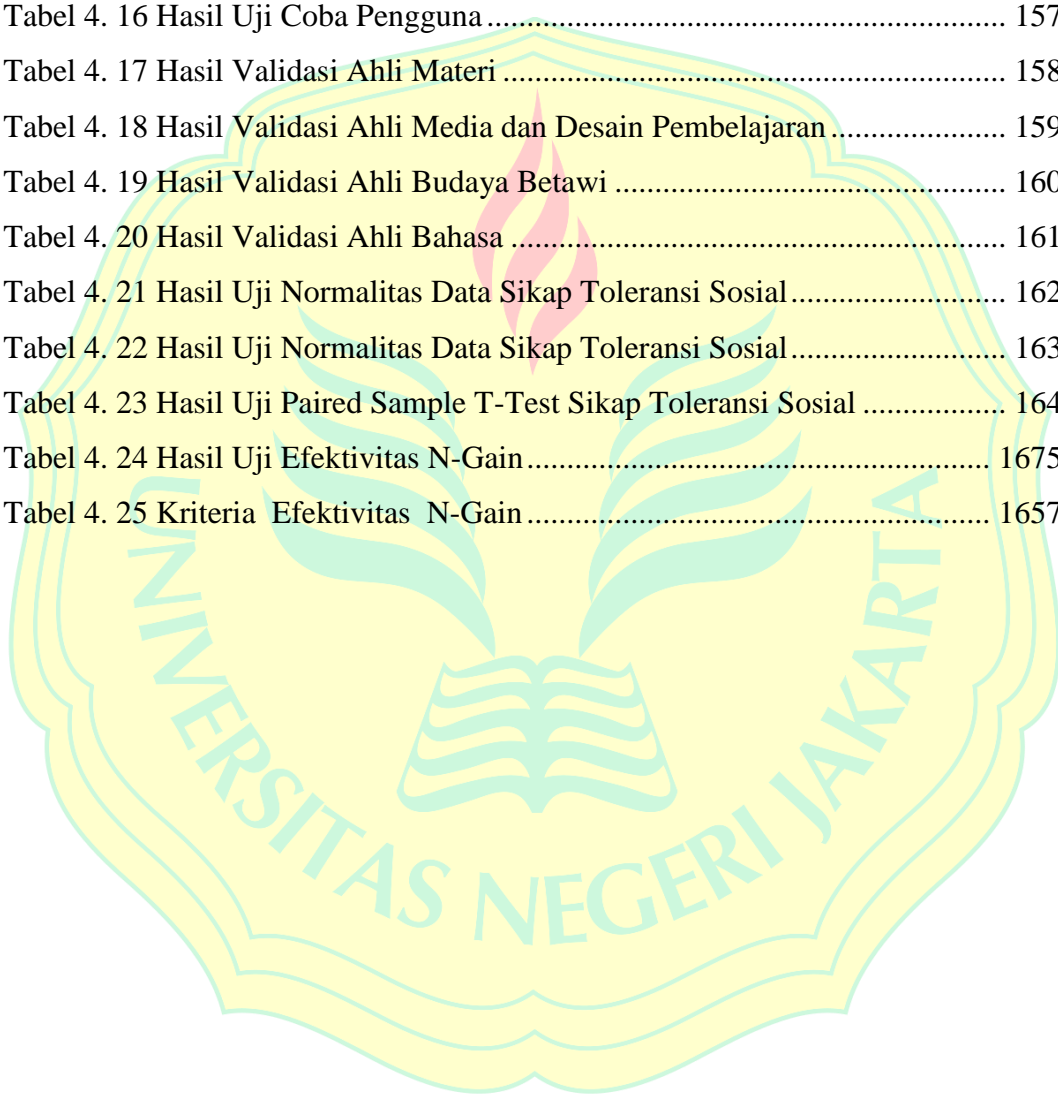 Tabel 4. 16 Hasil Uji Coba Pengguna.................................................................. 157
Tabel 4. 17 Hasil Validasi Ahli Materi................................................................ 158
Tabel 4. 18 Hasil Validasi Ahli Media dan Desain Pembelajaran...................... 159
Tabel 4. 19 Hasil Validasi Ahli Budaya Betawi.................................................. 160
Tabel 4. 20 Hasil Validasi Ahli Bahasa............................................................... 161
Tabel 4. 21 Hasil Uji Normalitas Data Sikap Toleransi Sosial........................... 162
Tabel 4. 22 Hasil Uji Normalitas Data Sikap Toleransi Sosial........................... 163
Tabel 4. 23 Hasil Uji Paired Sample T-Test Sikap Toleransi Sosial.................. 164
Tabel 4. 24 Hasil Uji Efektivitas N-Gain........................................................... 1675
Tabel 4. 25 Kriteria Efektivitas N-Gain........................................................... 1657
UNIVERSITAS NEGERI JAKARTA